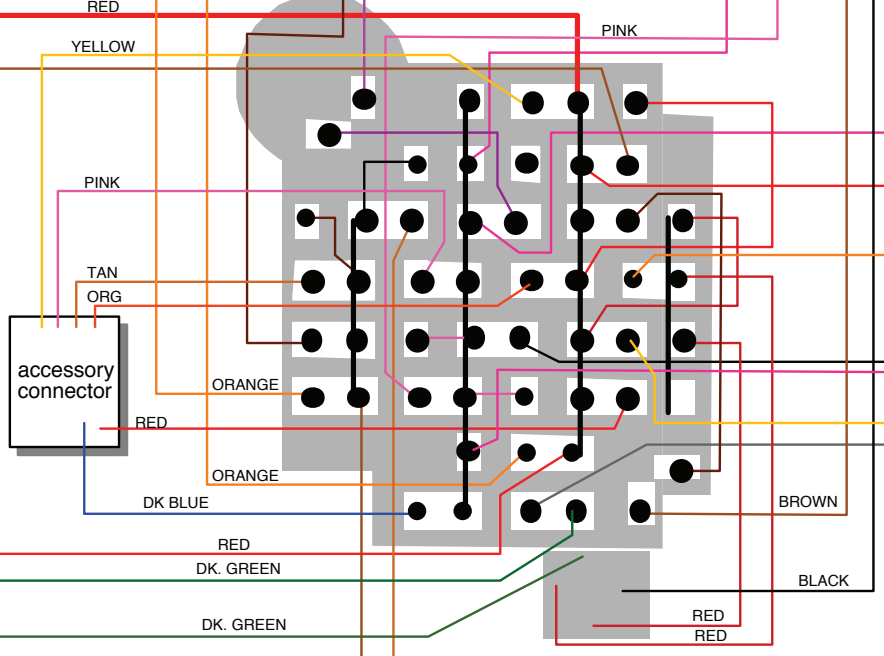 RED
PINK
YELLOW
PINK
TAN
ORG
accessory
connector
ORANGE
RED
ORANGE
DK BLUE
BROWN
RED
DK. GREEN
BLACK
RED
DK. GREEN
RED